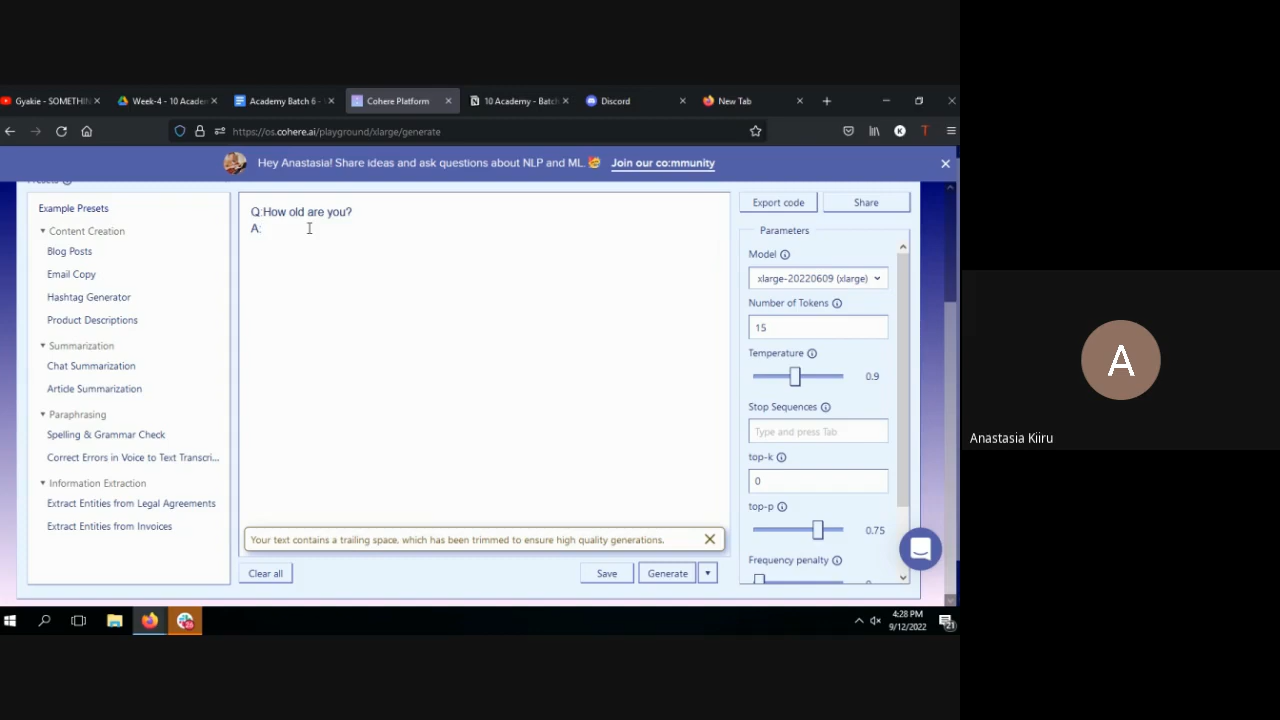 Gyakie - SOMETHIN
Week-4 - 10 Academ
Academy Batch 6 -
Cohere Platform
10 Academy - Batch
Discord
New Tab
https://os.cohere.ai/playground/xlarge/generate
Hey Anastasia! Share ideas and ask questions about NLP and ML. Join our co:mmunity
Example Presets
Content Creation
Blog Posts
Email Copy
Hashtag Generator
Product Descriptions
Summarization
Chat Summarization
Article Summarization
Paraphrasing
Spelling & Grammar Check
Correct Errors in Voice to Text Transcri...
Information Extraction
Extract Entities from Legal Agreements
Extract Entities from Invoices
Q:How old are you?
A:
Your text contains a trailing space, which has been trimmed to ensure high quality generations.
Clear all
Save
Generate
Export code
Share
Parameters
Model
xlarge-20220609 (xlarge)
Number of Tokens
15
Temperature
0.9
Stop Sequences
Type and press Tab
top-k
0
top-p
0.75
Frequency penalty
4:28 PM
9/12/2022
21
A
Anastasia Kiiru